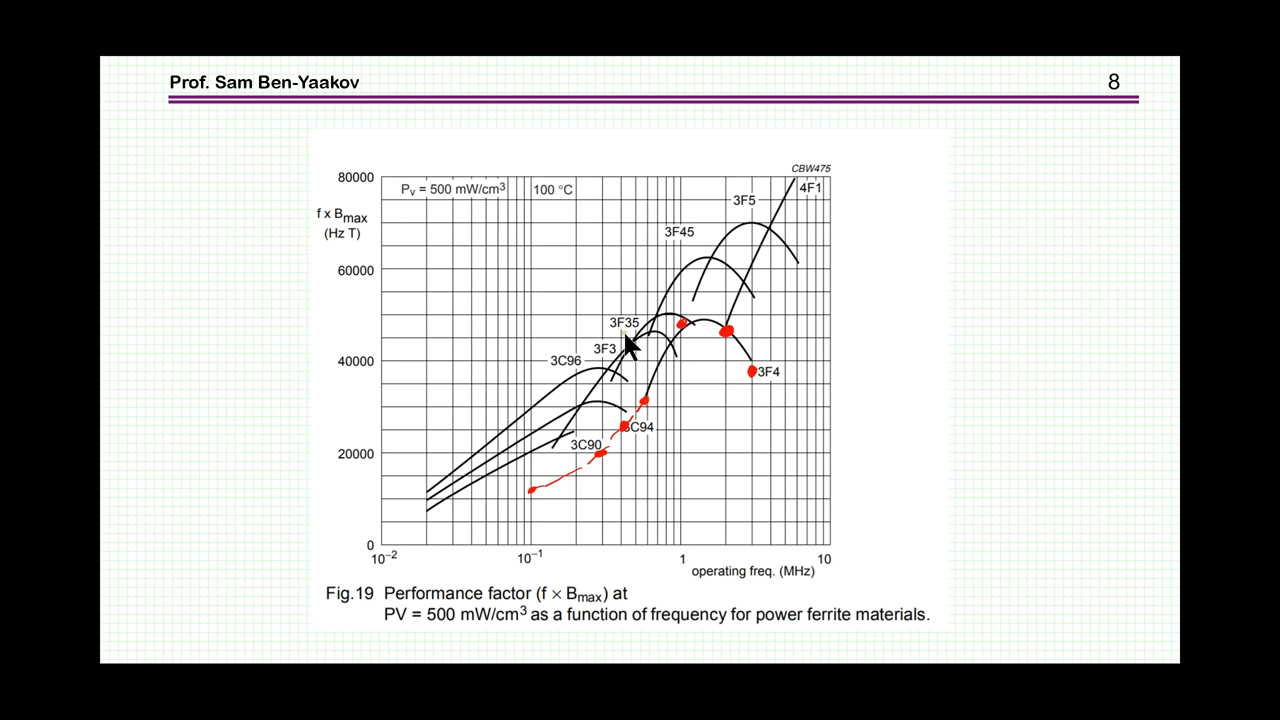 Prof. Sam Ben-Yaakov 8
CBW475
80000
Pv = 500 mW/cm3 100 °C
4F1
3F5
f x Bmax
(Hz T)
3F45
60000
3F35
3F3
40000
3C96
3F4
3C94
3C90
20000
0
10−2 10−1 1 10
operating freq. (MHz)
Fig.19 Performance factor (f × Bmax) at
PV = 500 mW/cm3 as a function of frequency for power ferrite materials.